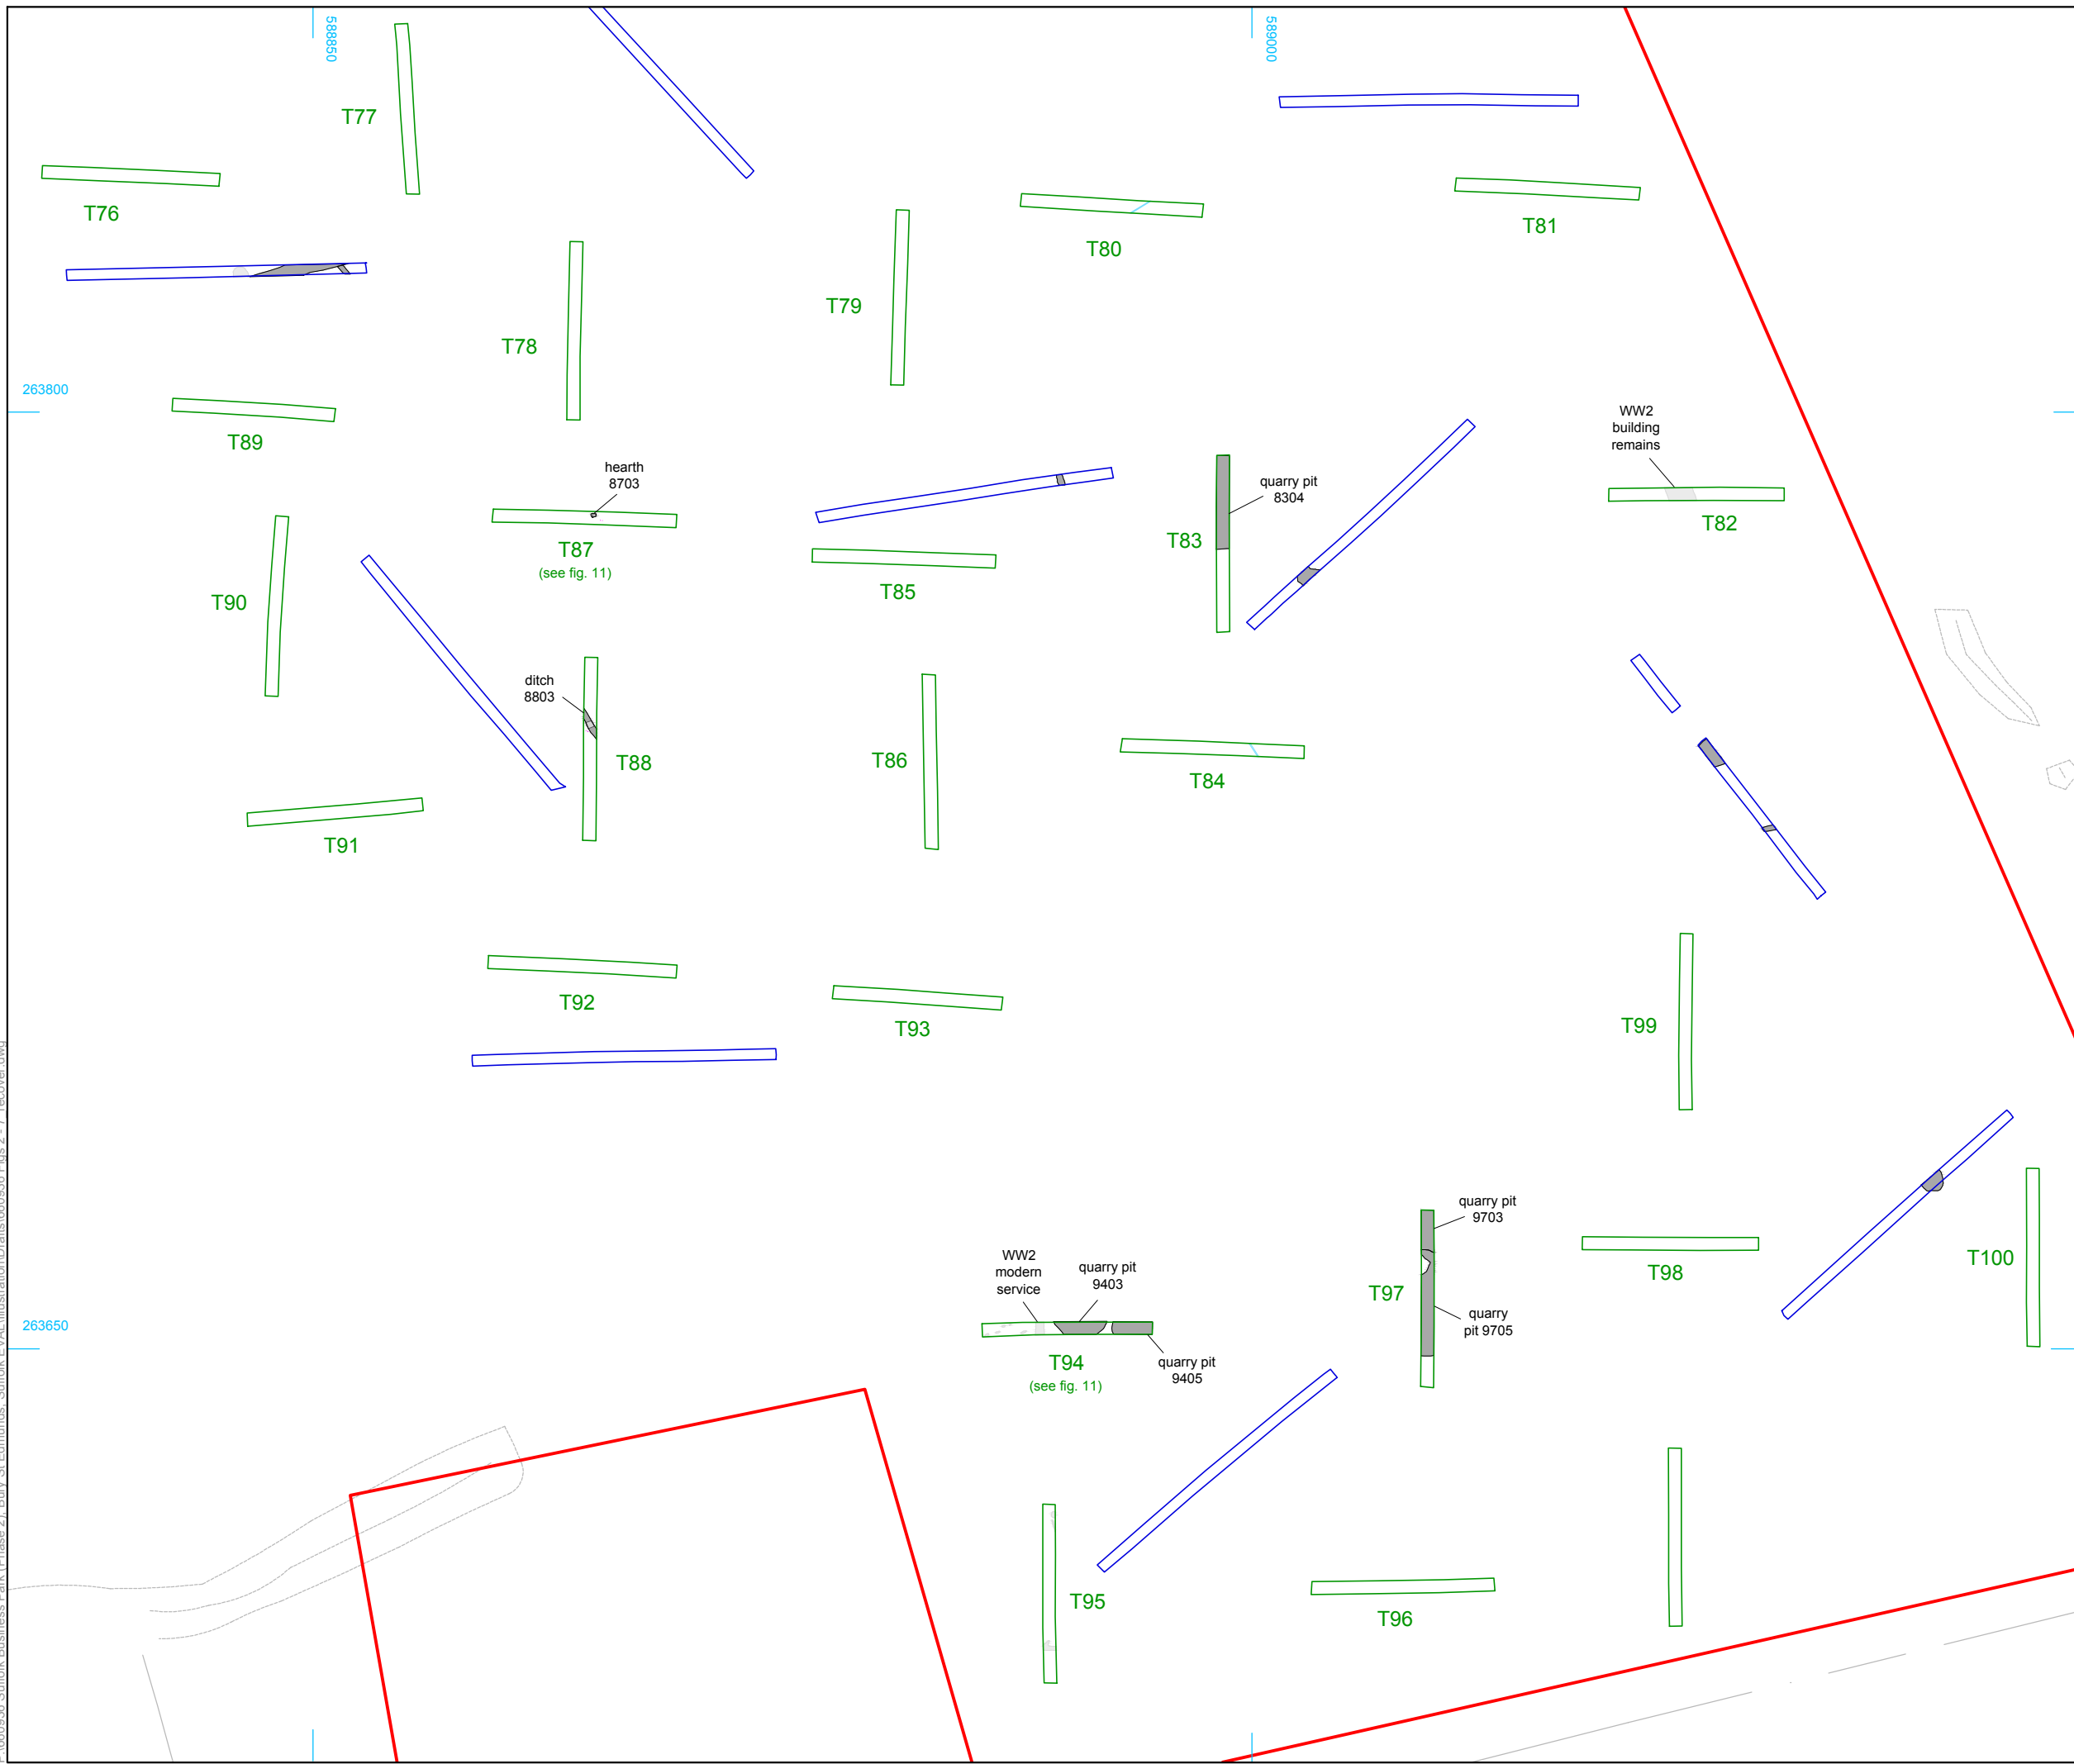 588850
589000
T77
T76
T80
T81
T79
T78
263800
T89
WW2
building
remains
hearth
8703
quarry pit
8304
T82
T83
T87
(see fig. 11)
T85
T90
ditch
8803
T88
T86
T84
T91
T92
T93
T99
quarry pit
9703
WW2
modern
service
quarry pit
9403
T100
T98
T97
quarry
pit 9705
263650
T94
(see fig. 11)
quarry pit
9405
T95
T96